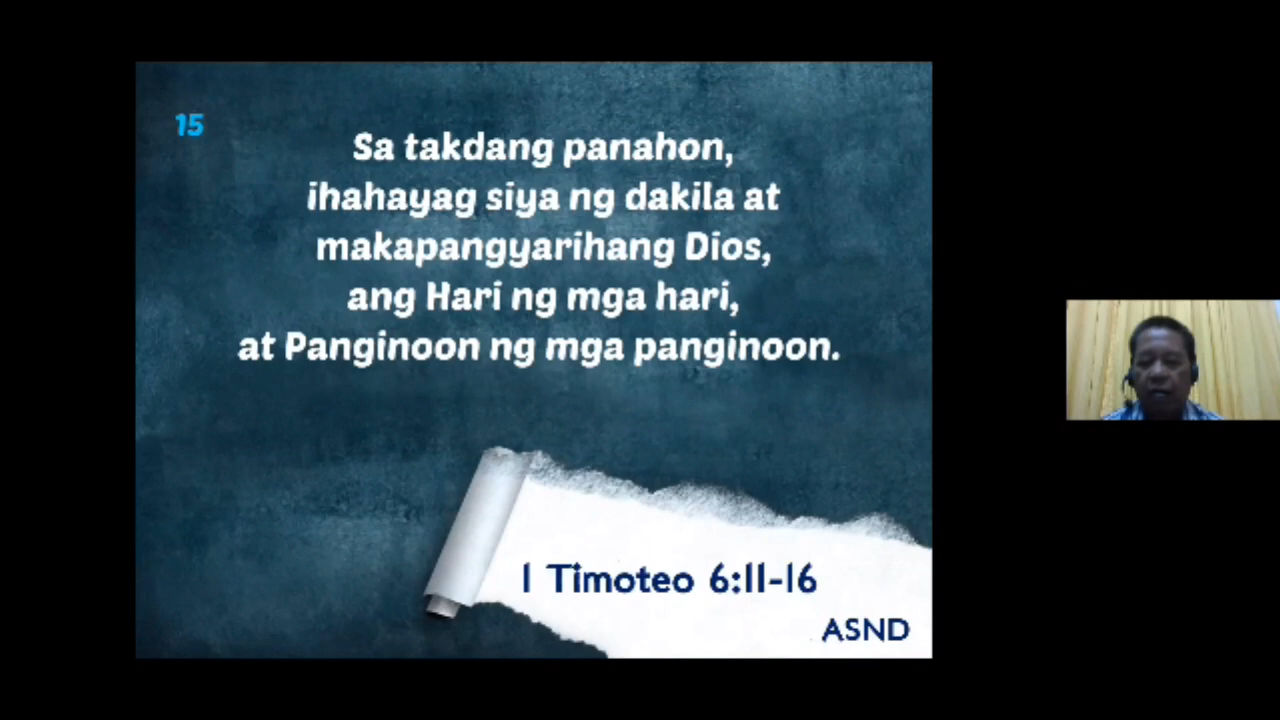 15
Sa takdang panahon,
ihahayag siya ng dakila at
makapangyarihang Dios,
ang Hari ng mga hari,
at Panginoon ng mga panginoon.
1 Timoteo 6:11-16
ASND